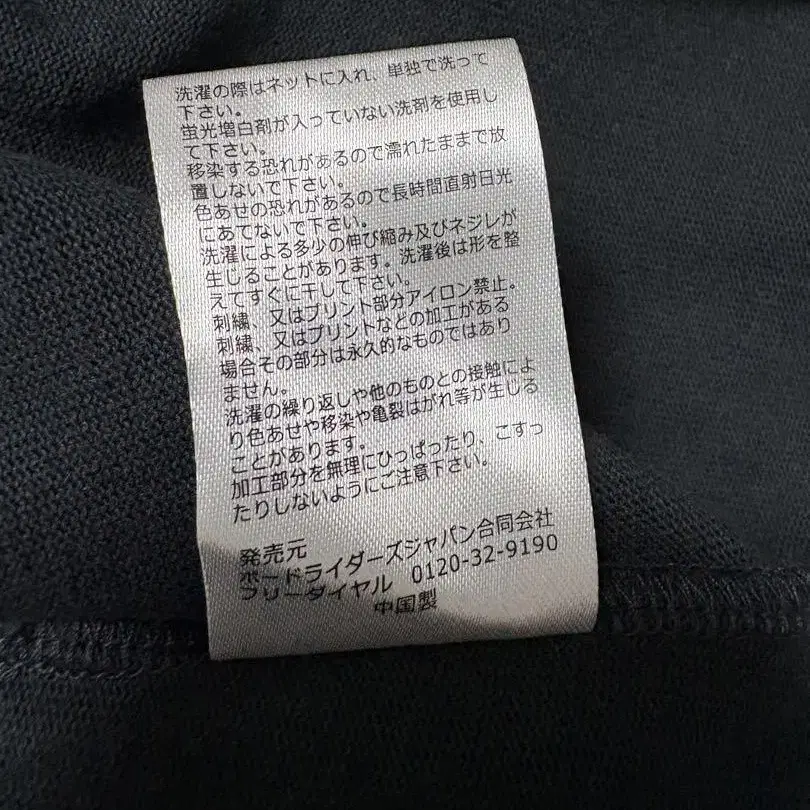 洗濯の際はネットに入れ、単独で洗って
下さい。
蛍光増白剤が入っていない洗剤を使用し
て下さい。
移染する恐れがあるので濡れたままで放
置しないで下さい。
色あせの恐れがあるので長時間直射日光
にあてないで下さい。
洗濯による多少の伸び縮み及びネジレが
生じることがあります。洗濯後は形を整
えてすぐに干して下さい。
刺繍、又はプリント部分アイロン禁止。
刺繍、又はプリントなどの加工がある
場合その部分は永久的なものではあり
ません。
洗濯の繰り返しや他のものとの接触によ
り色あせや移染や亀裂はがれ等が生じる
ことがあります。
加工部分を無理にひっぱったり、こすっ
たりしないようにご注意下さい。
発売元
ボードライダーズジャパン合同会社
フリーダイヤル 0120-32-9190
中国製